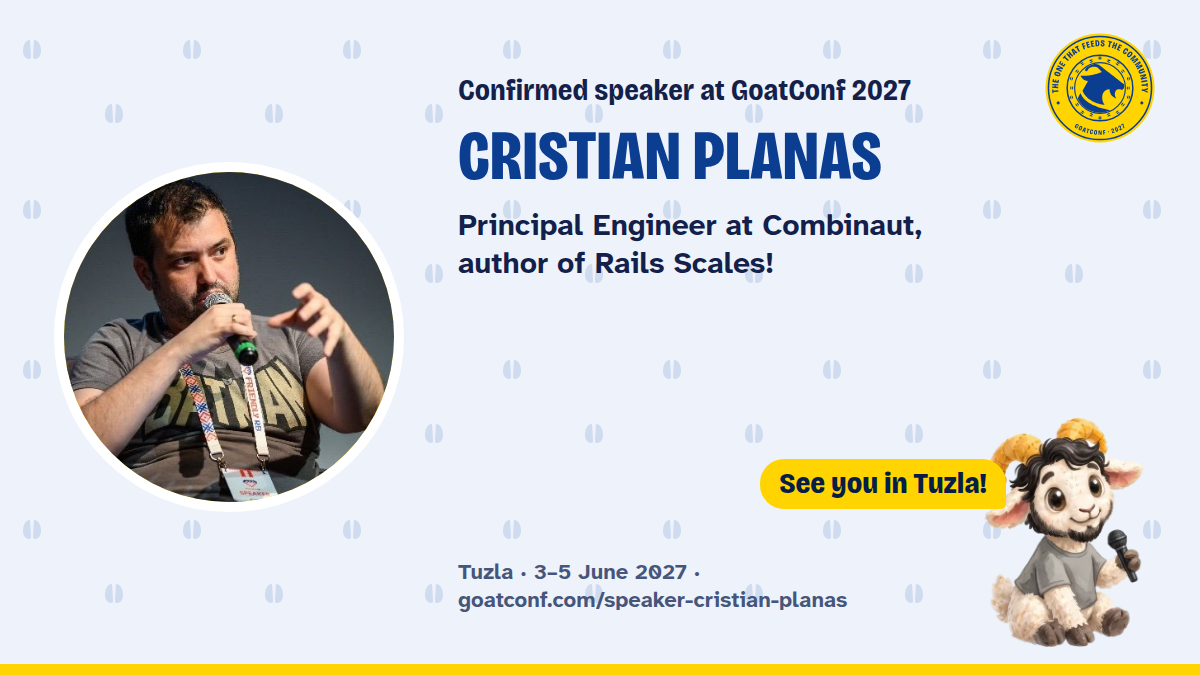 THE ONE THAT FEEDS THE COMMUNITY
GOATCONF · 2027
Confirmed speaker at GoatConf 2027
CRISTIAN PLANAS
Principal Engineer at Combinaut,
author of Rails Scales!
BATMAN
FRIENDLY.RB
SPEAKER
See you in Tuzla!
Tuzla · 3–5 June 2027 ·
goatconf.com/speaker-cristian-planas